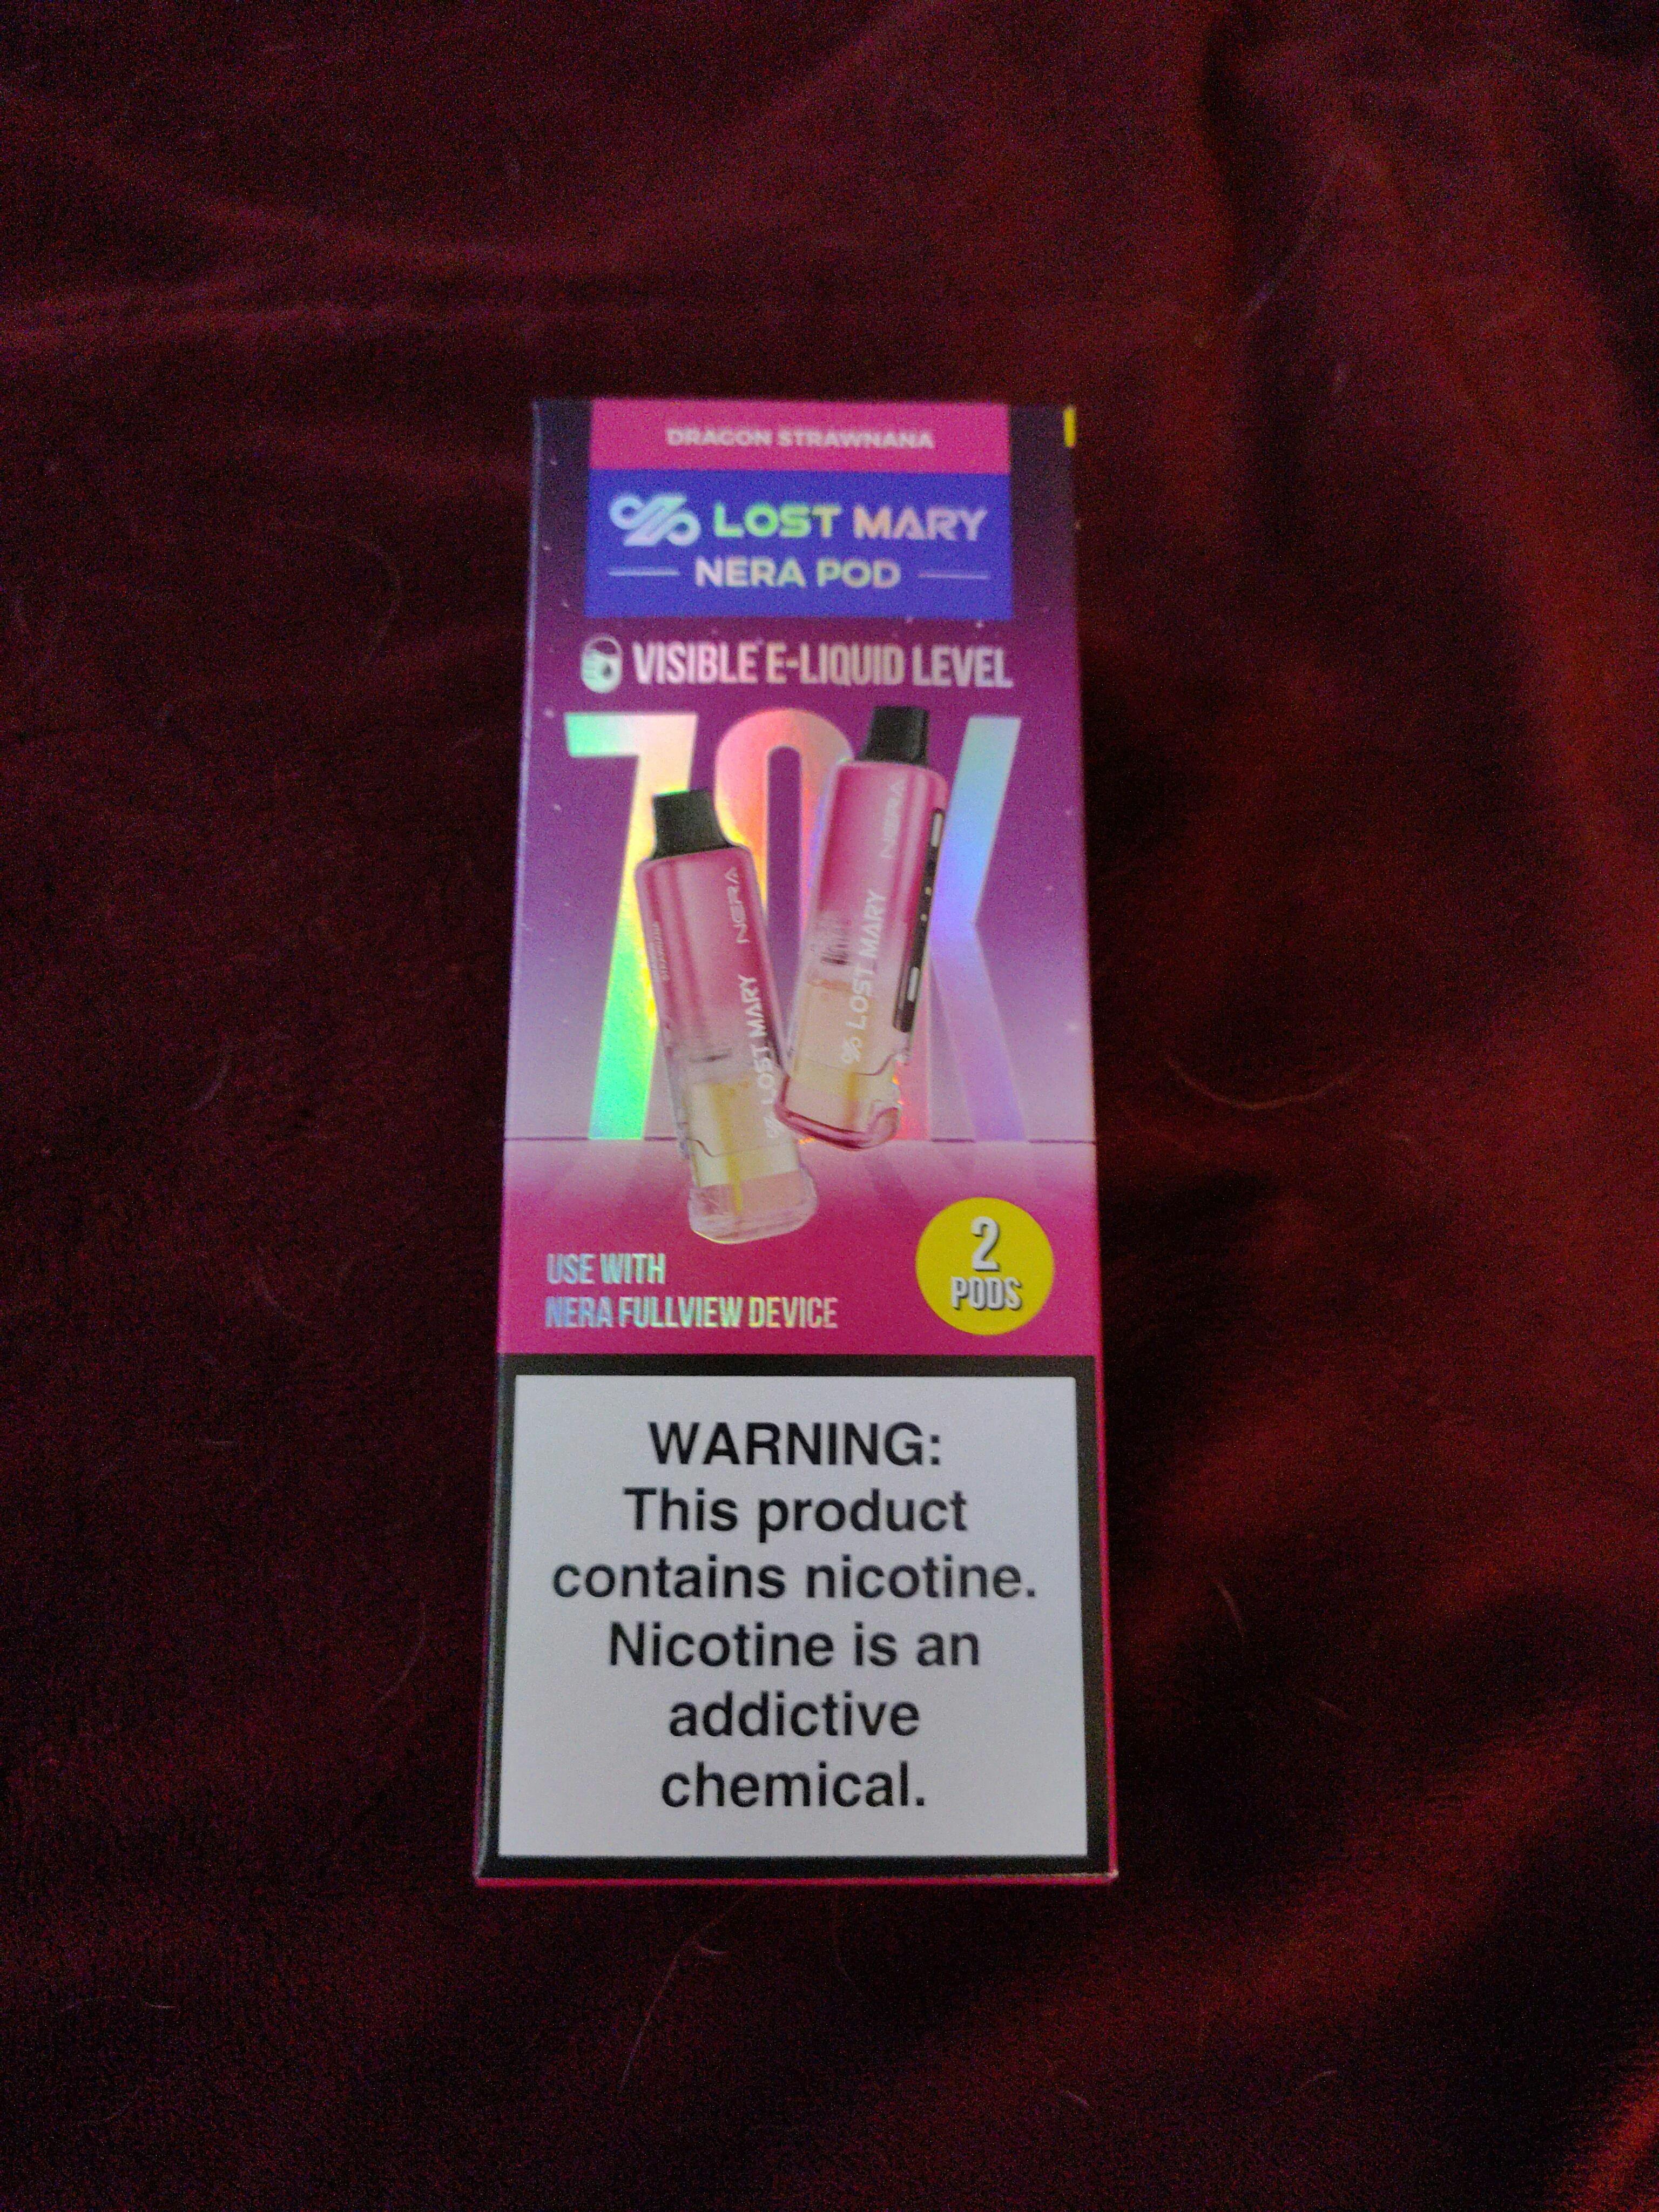 DRAGON STRAWNANA
LOST MARY
NERA POD
VISIBLE E-LIQUID LEVEL
70K
LOST MARY NERA
LOST MARY NERA
USE WITH
NERA FULLVIEW DEVICE
2
PODS
WARNING:
This product
contains nicotine.
Nicotine is an
addictive
chemical.